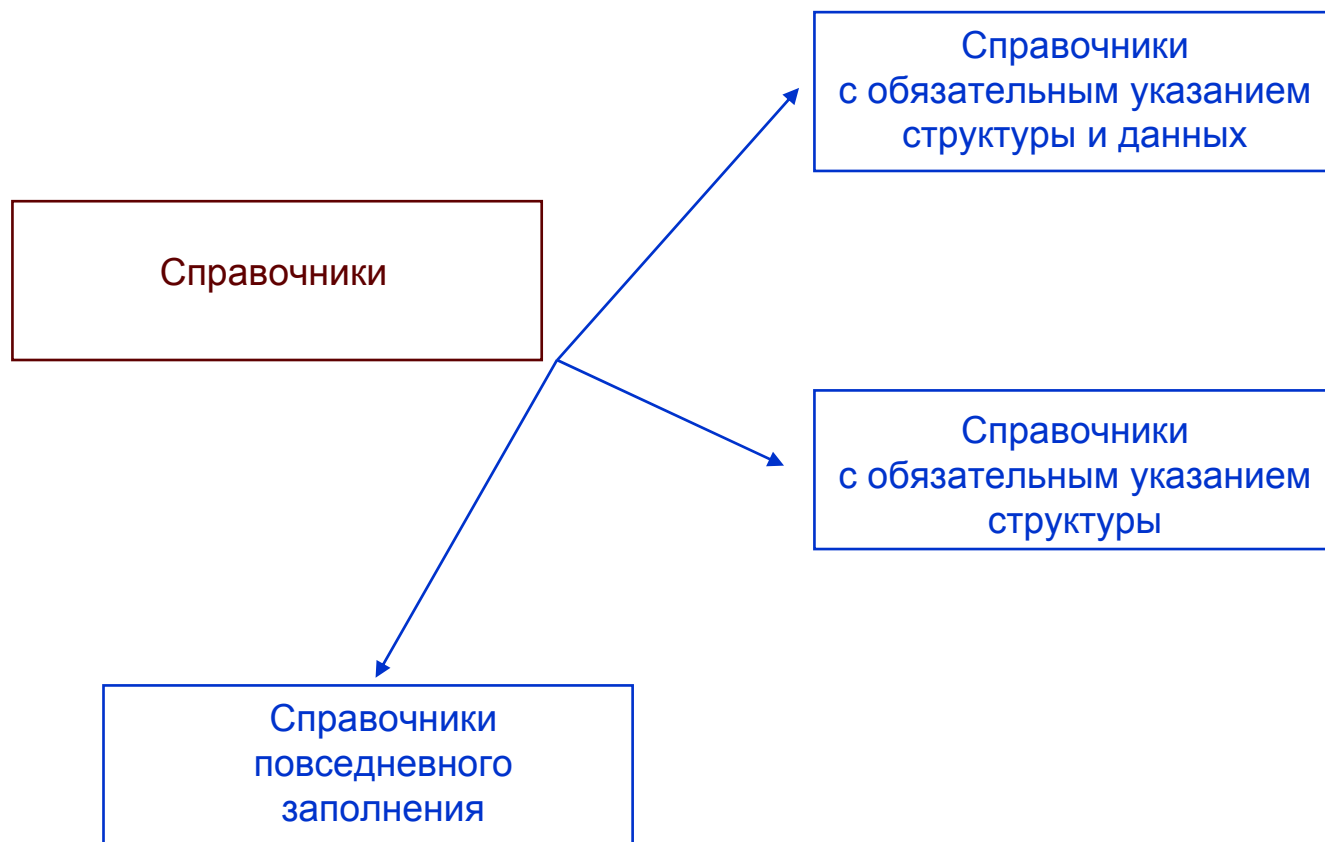 Справочники
с обязательным указанием
структуры и данных
Справочники
Справочники
с обязательным указанием
структуры
Справочники
повседневного
заполнения